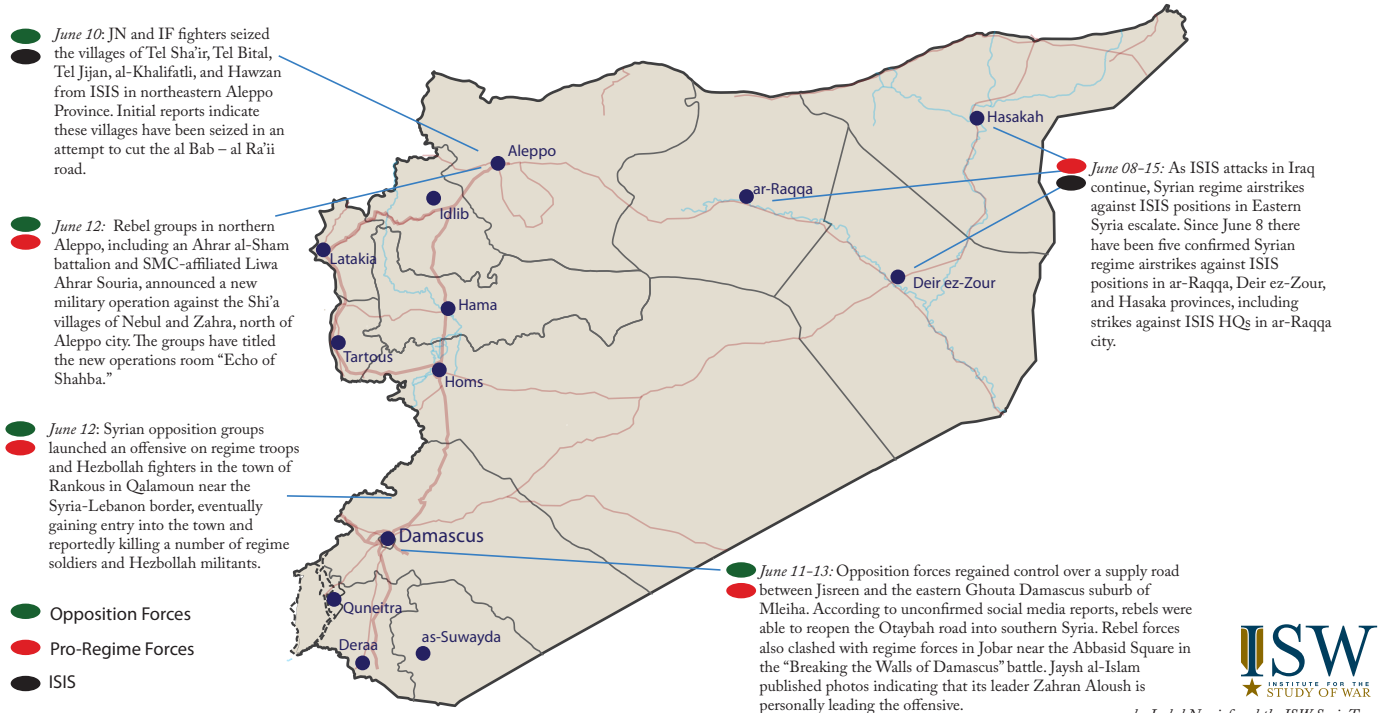 June 10: JN and IF fighters seized
the villages of Tel Sha'ir, Tel Bital,
Tel Jijan, al-Khalifatli, and Hawzan
from ISIS in northeastern Aleppo
Province. Initial reports indicate
these villages have been seized in an
attempt to cut the al Bab – al Ra'ii
road.
June 12: Rebel groups in northern
Aleppo, including an Ahrar al-Sham
battalion and SMC-affiliated Liwa
Ahrar Souria, announced a new
military operation against the Shi'a
villages of Nebul and Zahra, north of
Aleppo city. The groups have titled
the new operations room "Echo of
Shahba."
June 12: Syrian opposition groups
launched an offensive on regime troops
and Hezbollah fighters in the town of
Rankous in Qalamoun near the
Syria-Lebanon border, eventually
gaining entry into the town and
reportedly killing a number of regime
soldiers and Hezbollah militants.
Opposition Forces
Pro-Regime Forces
ISIS
Aleppo
Idlib
Latakia
Hama
Tartous
Homs
Damascus
Quneitra
Deraa
as-Suwayda
ar-Raqqa
Hasakah
Deir ez-Zour
June 08-15: As ISIS attacks in Iraq
continue, Syrian regime airstrikes
against ISIS positions in Eastern
Syria escalate. Since June 8 there
have been five confirmed Syrian
regime airstrikes against ISIS
positions in ar-Raqqa, Deir ez-Zour,
and Hasaka provinces, including
strikes against ISIS HQs in ar-Raqqa
city.
June 11-13: Opposition forces regained control over a supply road
between Jisreen and the eastern Ghouta Damascus suburb of
Mleiha. According to unconfirmed social media reports, rebels were
able to reopen the Otaybah road into southern Syria. Rebel forces
also clashed with regime forces in Jobar near the Abbasid Square in
the "Breaking the Walls of Damascus" battle. Jaysh al-Islam
published photos indicating that its leader Zahran Aloush is
personally leading the offensive.
ISW
INSTITUTE FOR THE
STUDY OF WAR